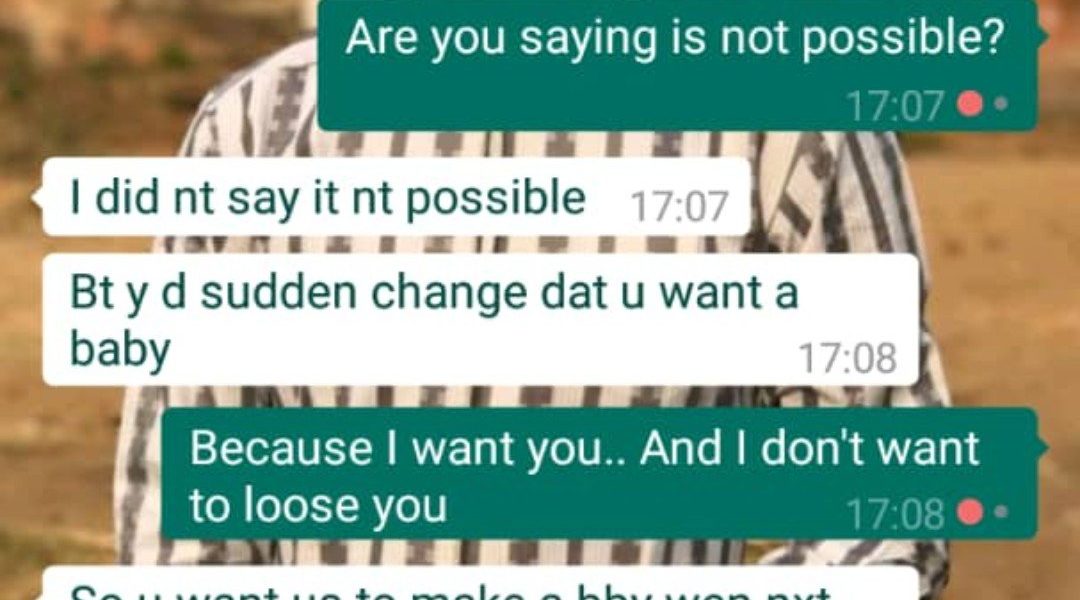 Are you saying is not possible?
17:07
I did nt say it nt possible 17:07
Bt y d sudden change dat u want a
baby 17:08
Because I want you.. And I don't want
to loose you 17:08
So u want us to make a bby wen nxt